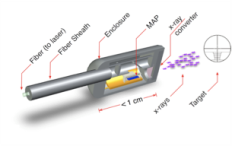 Fiber (to laser)
Fiber Sheath
Enclosure
MAP
x-ray
converter
< 1 cm
x-rays
Target